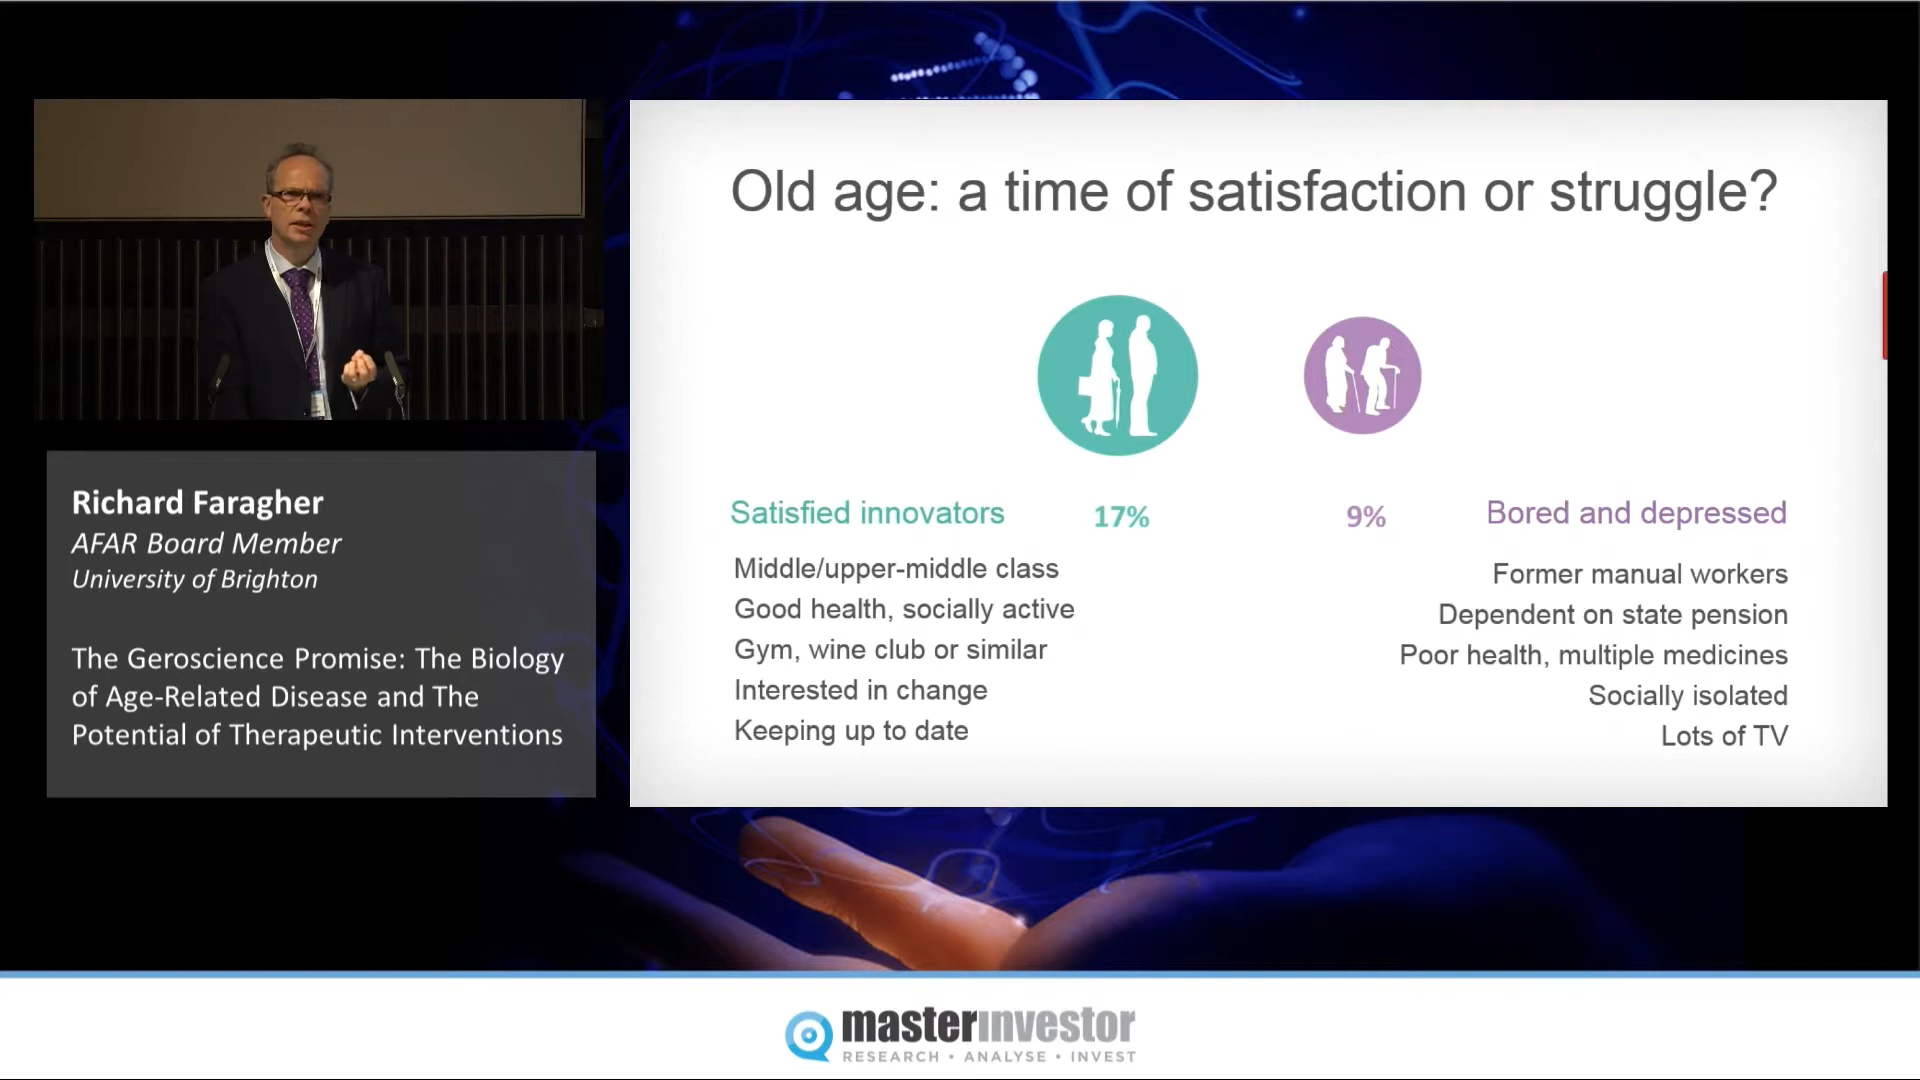 Richard Faragher
AFAR Board Member
University of Brighton
The Geroscience Promise: The Biology
of Age-Related Disease and The
Potential of Therapeutic Interventions
Old age: a time of satisfaction or struggle?
Satisfied innovators
17%
Middle/upper-middle class
Good health, socially active
Gym, wine club or similar
Interested in change
Keeping up to date
9%
Bored and depressed
Former manual workers
Dependent on state pension
Poor health, multiple medicines
Socially isolated
Lots of TV
masterinvestor
RESEARCH • ANALYSE • INVEST